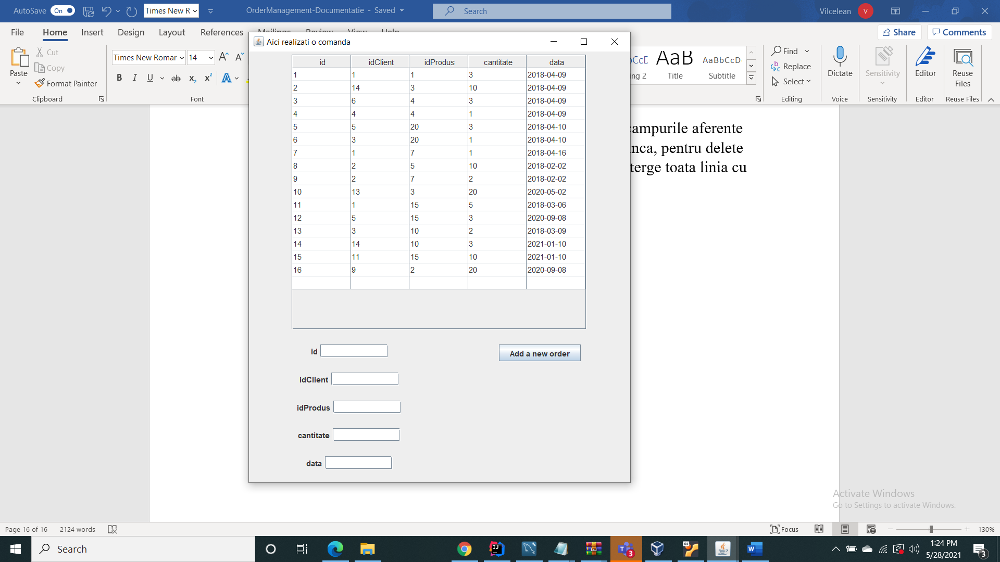 AutoSave On Times New R OrderManagement-Documentatie - Saved Search Vilcelean V
File Home Insert Design Layout References Mailings Review View Help Share Comments
Cut
Copy
Format Painter
Paste
Clipboard
Times New Roman 14
Font
AaB AaBbCcD
Title Subtitle
Find
Replace
Select
Editing
Dictate
Voice
Sensitivity
Sensitivity
Editor
Editor
Reuse
Files
Reuse Files
Aici realizati o comanda
id idClient idProdus cantitate data
1 1 1 3 2018-04-09
2 14 3 10 2018-04-09
3 6 4 3 2018-04-09
4 4 4 1 2018-04-09
5 5 20 3 2018-04-10
6 3 20 1 2018-04-10
7 1 7 1 2018-04-16
8 2 5 10 2018-02-02
9 2 7 2 2018-02-02
10 13 3 20 2020-05-02
11 1 15 5 2018-03-06
12 5 15 3 2020-09-08
13 3 10 2 2018-03-09
14 14 10 3 2021-01-10
15 11 15 10 2021-01-10
16 9 2 20 2020-09-08
id
Add a new order
idClient
idProdus
cantitate
data
campurile aferente
inca, pentru delete
terge toata linia cu
Activate Windows
Go to Settings to activate Windows.
Page 16 of 16 2124 words Focus 130%
Search
1:24 PM
5/28/2021
3